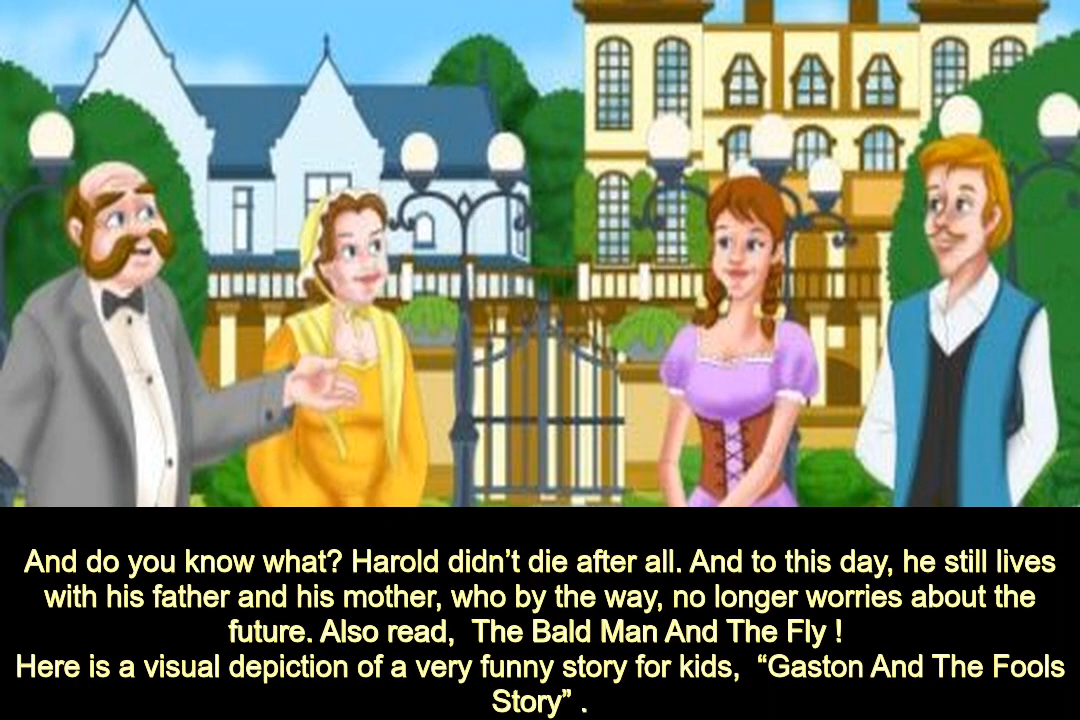 And do you know what? Harold didn’t die after all. And to this day, he still lives
with his father and his mother, who by the way, no longer worries about the
future. Also read,  The Bald Man And The Fly !
Here is a visual depiction of a very funny story for kids,  “Gaston And The Fools
Story” .